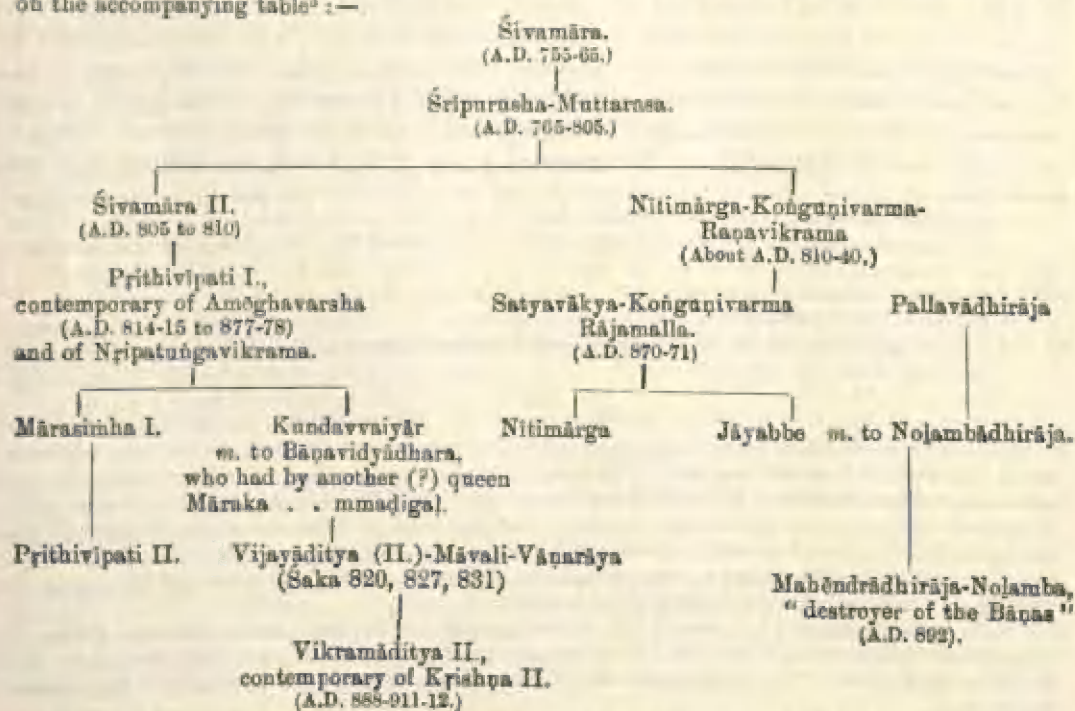 on the accompanying table³ :—
Śivamāra.
(A.D. 755-65.)
Śrīpurusha-Muttarasa.
(A.D. 765-805.)
Śivamāra II.
(A.D. 805 to 810)
Nītimārga-Koṅguṇivarma-
Raṇavikrama
(About A.D. 810-40.)
Pṛithivīpati I.,
contemporary of Amōghavarsha
(A.D. 814-15 to 877-78)
and of Nṛipatuṅgavikrama.
Satyavākya-Koṅguṇivarma
Rājamalla.
(A.D. 870-71)
Pallavādhirāja
Mārasiṁha I.
Kundavvaiyār
m. to Bāṇavidyādhara,
who had by another (?) queen
Māraka . . mmaḍigaḷ.
Nītimārga
Jāyabbe m. to Noḷambādhirāja.
Pṛithivīpati II.
Vijayāditya (II.)-Māvali-Vāṇarāya
(Śaka 820, 827, 831)
Mahēndrādhirāja-Noḷamba,
"destroyer of the Bāṇas"
(A.D. 892).
Vikramāditya II.,
contemporary of Kṛishṇa II.
(A.D. 888-911-12.)